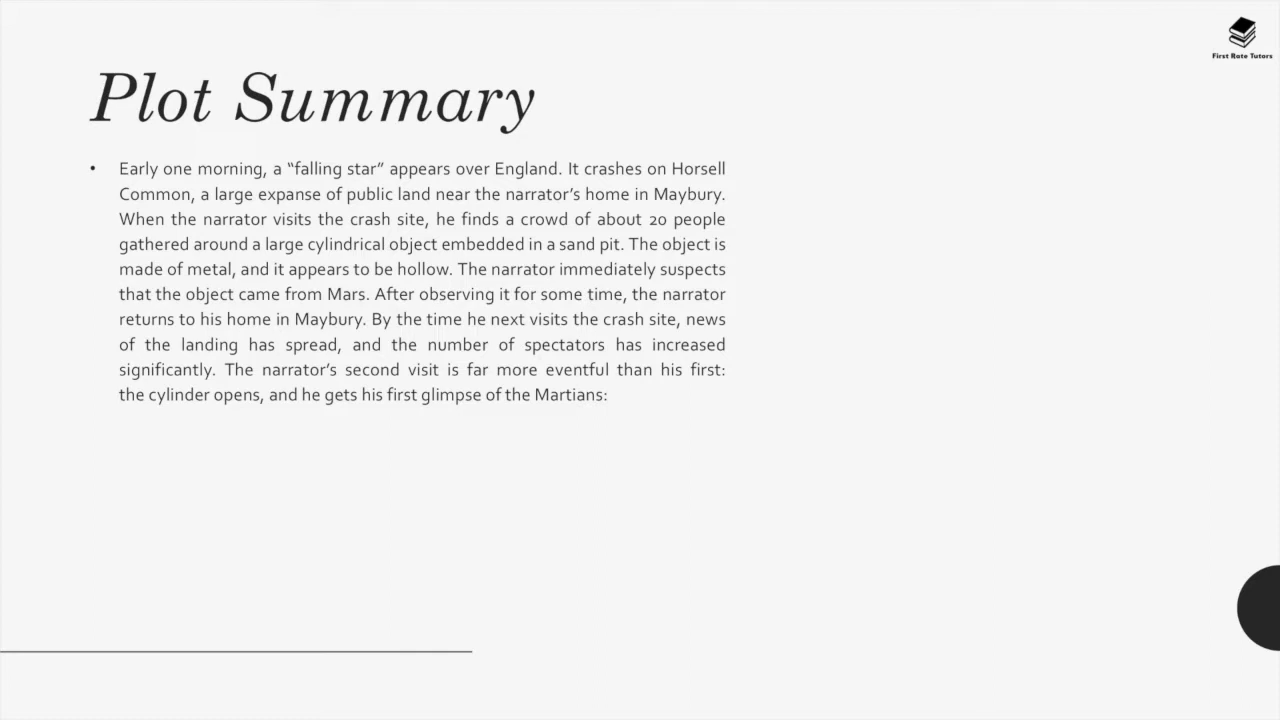 First Rate Tutors
Plot Summary
• Early one morning, a “falling star” appears over England. It crashes on Horsell
Common, a large expanse of public land near the narrator’s home in Maybury.
When the narrator visits the crash site, he finds a crowd of about 20 people
gathered around a large cylindrical object embedded in a sand pit. The object is
made of metal, and it appears to be hollow. The narrator immediately suspects
that the object came from Mars. After observing it for some time, the narrator
returns to his home in Maybury. By the time he next visits the crash site, news
of the landing has spread, and the number of spectators has increased
significantly. The narrator’s second visit is far more eventful than his first:
the cylinder opens, and he gets his first glimpse of the Martians: